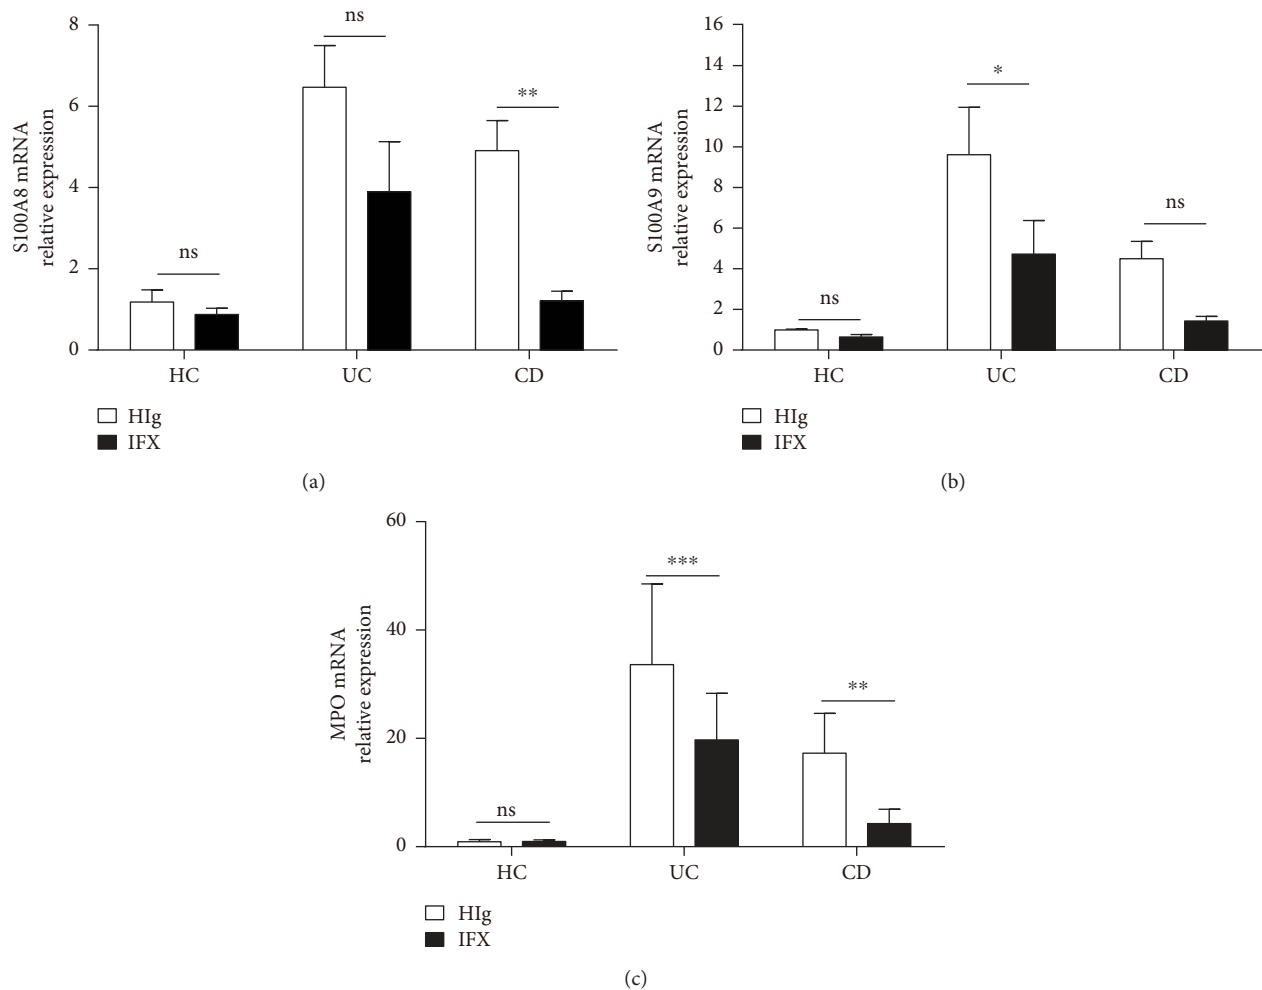 S100A8 mRNA
relative expression
8
6
4
2
0
ns
ns
**
HC
UC
CD
HIg
IFX
(a)
S100A9 mRNA
relative expression
16
14
12
10
8
6
4
2
0
ns
*
ns
HC
UC
CD
HIg
IFX
(b)
MPO mRNA
relative expression
60
40
20
0
ns
***
**
HC
UC
CD
HIg
IFX
(c)